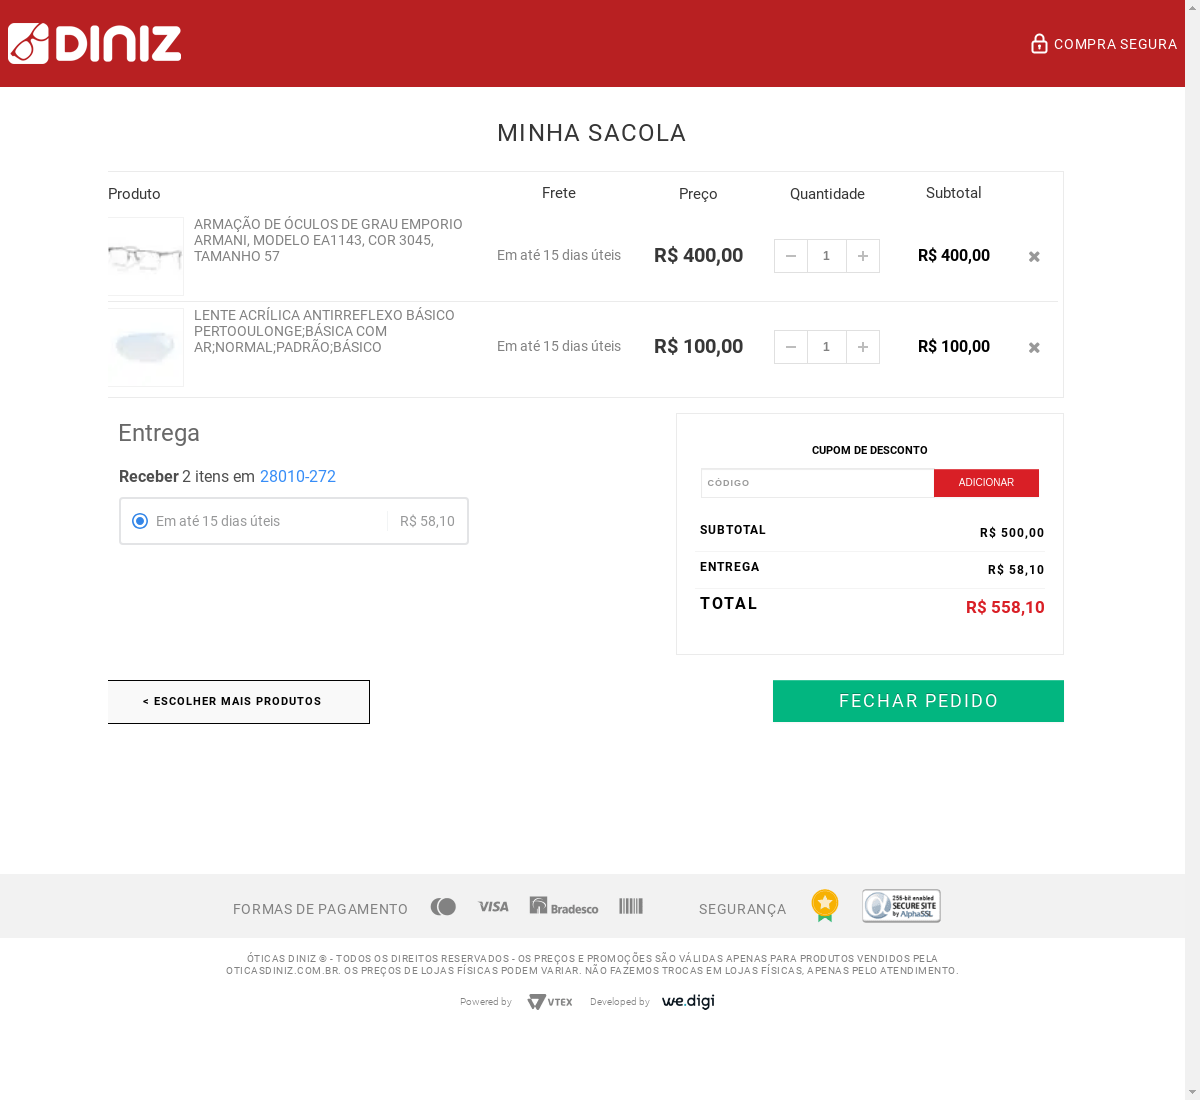 DINIZ
COMPRA SEGURA
MINHA SACOLA
Produto Frete Preço Quantidade Subtotal
ARMAÇÃO DE ÓCULOS DE GRAU EMPORIO
ARMANI, MODELO EA1143, COR 3045,
TAMANHO 57
Em até 15 dias úteis R$ 400,00 1 R$ 400,00
LENTE ACRÍLICA ANTIRREFLEXO BÁSICO
PERTOOULONGE;BÁSICA COM
AR;NORMAL;PADRÃO;BÁSICO
Em até 15 dias úteis R$ 100,00 1 R$ 100,00
Entrega
Receber 2 itens em 28010-272
Em até 15 dias úteis R$ 58,10
CUPOM DE DESCONTO
CÓDIGO ADICIONAR
SUBTOTAL R$ 500,00
ENTREGA R$ 58,10
TOTAL R$ 558,10
< ESCOLHER MAIS PRODUTOS
FECHAR PEDIDO
FORMAS DE PAGAMENTO VISA Bradesco SEGURANÇA 256-bit enabled
SECURE SITE
by AlphaSSL
ÓTICAS DINIZ ® - TODOS OS DIREITOS RESERVADOS - OS PREÇOS E PROMOÇÕES SÃO VÁLIDAS APENAS PARA PRODUTOS VENDIDOS PELA
OTICASDINIZ.COM.BR. OS PREÇOS DE LOJAS FÍSICAS PODEM VARIAR. NÃO FAZEMOS TROCAS EM LOJAS FÍSICAS, APENAS PELO ATENDIMENTO.
Powered by VTEX Developed by we.digi